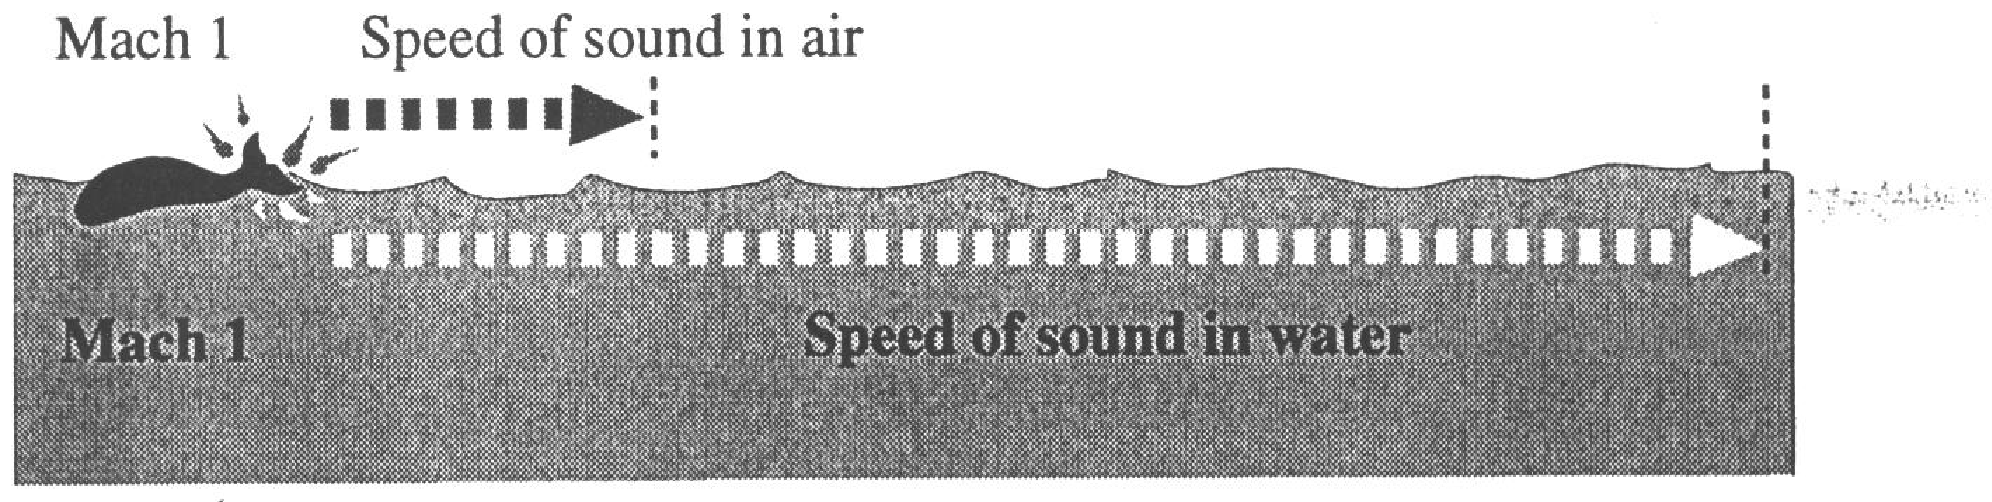 Mach 1
Speed of sound in air
Mach 1
Speed of sound in water